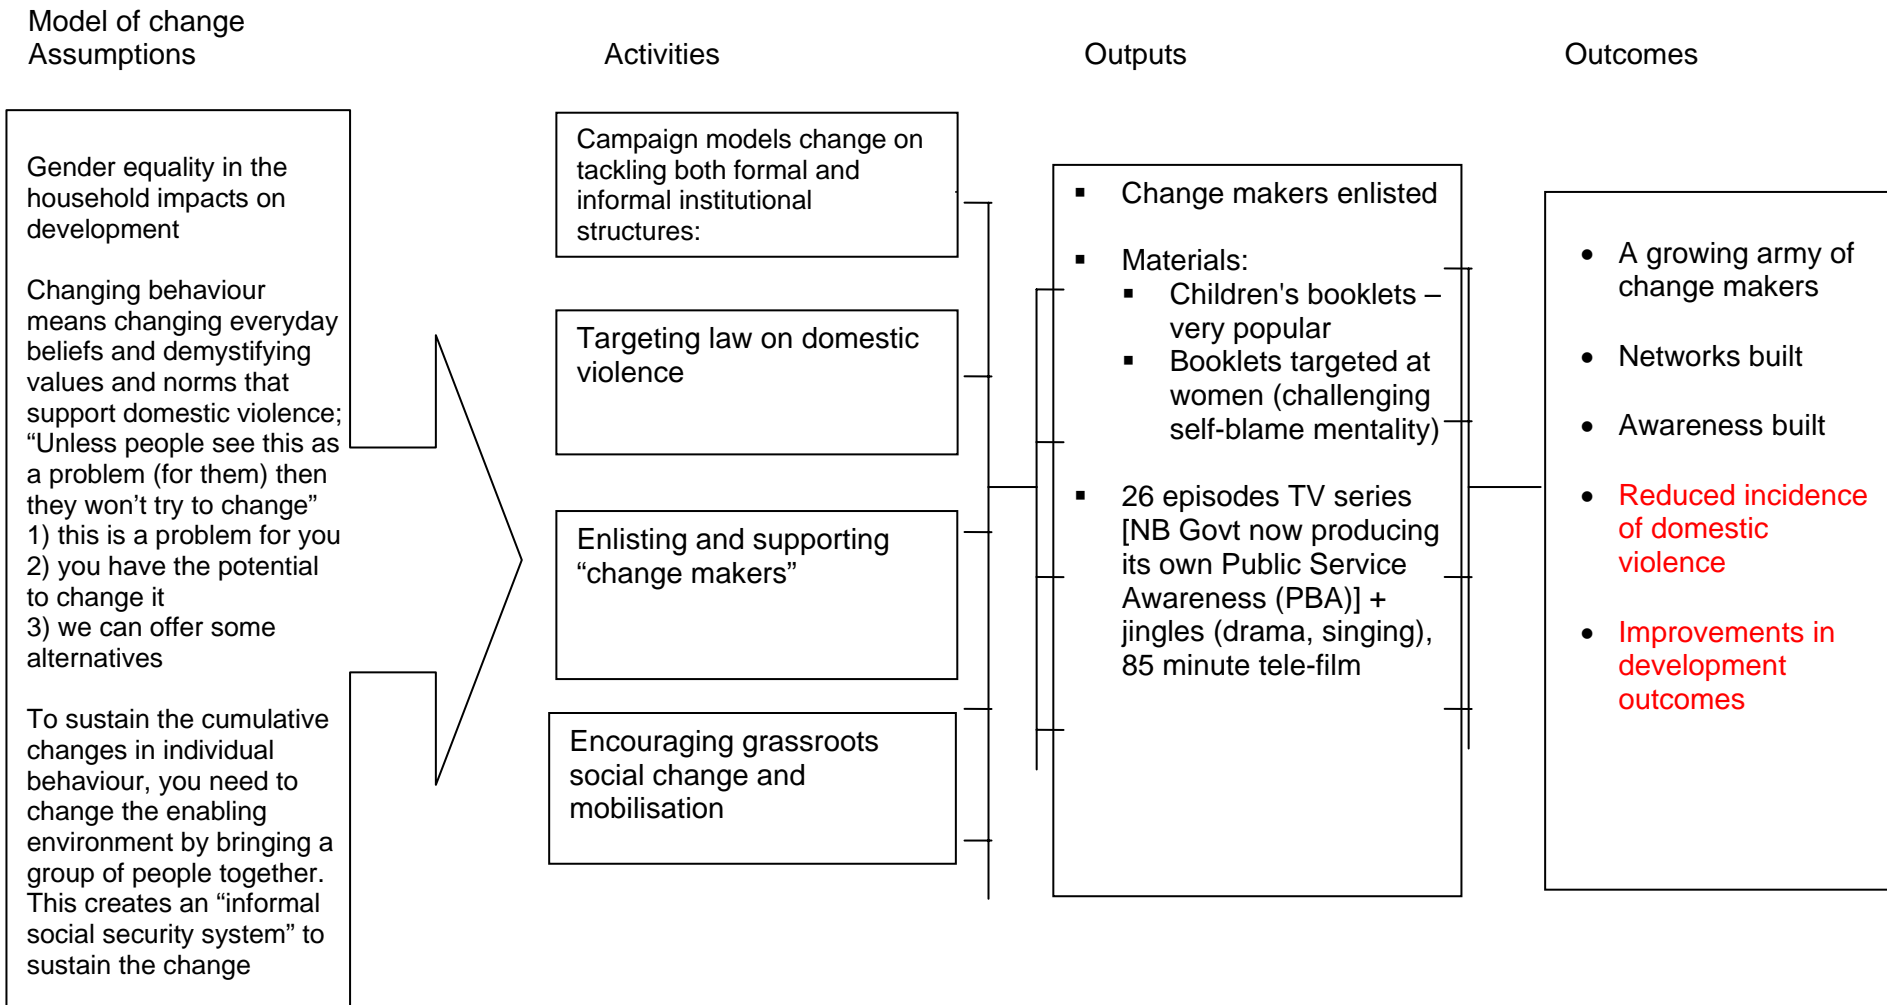 Model of change
Assumptions
Activities
Outputs
Outcomes
Gender equality in the
household impacts on
development
Changing behaviour
means changing everyday
beliefs and demystifying
values and norms that
support domestic violence;
“Unless people see this as
a problem (for them) then
they won’t try to change”
1) this is a problem for you
2) you have the potential
to change it
3) we can offer some
alternatives
To sustain the cumulative
changes in individual
behaviour, you need to
change the enabling
environment by bringing a
group of people together.
This creates an “informal
social security system” to
sustain the change
Campaign models change on
tackling both formal and
informal institutional
structures:
Targeting law on domestic
violence
Enlisting and supporting
“change makers”
Encouraging grassroots
social change and
mobilisation
▪ Change makers enlisted
▪ Materials:
▪ Children's booklets –
very popular
▪ Booklets targeted at
women (challenging
self-blame mentality)
▪ 26 episodes TV series
[NB Govt now producing
its own Public Service
Awareness (PBA)] +
jingles (drama, singing),
85 minute tele-film
• A growing army of
change makers
• Networks built
• Awareness built
• Reduced incidence
of domestic
violence
• Improvements in
development
outcomes